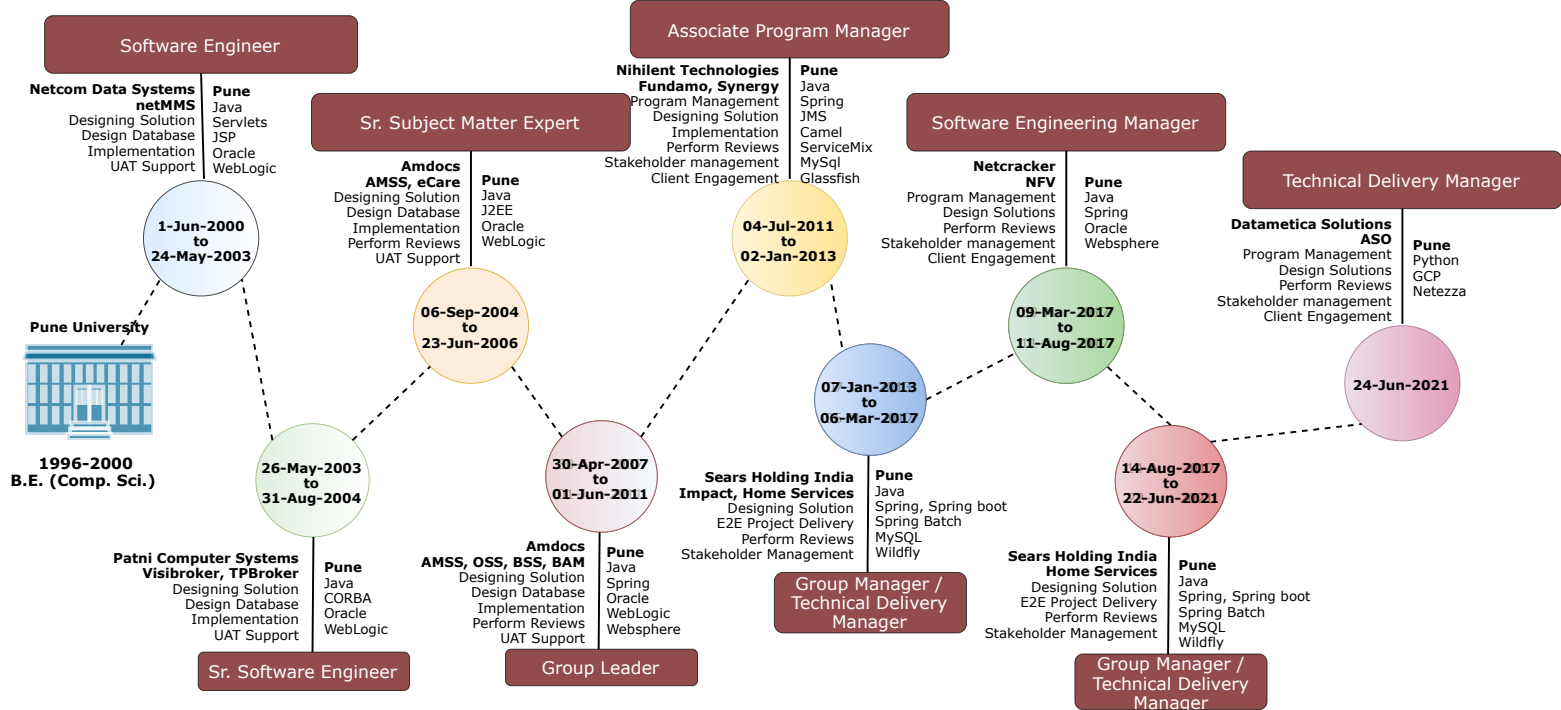 Software Engineer
Netcom Data Systems
netMMS
Designing Solution
Design Database
Implementation
UAT Support
Pune
Java
Servlets
JSP
Oracle
WebLogic
1-Jun-2000
to
24-May-2003
Pune University
1996-2000
B.E. (Comp. Sci.)
26-May-2003
to
31-Aug-2004
Patni Computer Systems
Visibroker, TPBroker
Designing Solution
Design Database
Implementation
UAT Support
Pune
Java
CORBA
Oracle
WebLogic
Sr. Software Engineer
Sr. Subject Matter Expert
Amdocs
AMSS, eCare
Designing Solution
Design Database
Implementation
Perform Reviews
UAT Support
Pune
Java
J2EE
Oracle
WebLogic
06-Sep-2004
to
23-Jun-2006
30-Apr-2007
to
01-Jun-2011
Amdocs
AMSS, OSS, BSS, BAM
Designing Solution
Design Database
Implementation
Perform Reviews
UAT Support
Pune
Java
Spring
Oracle
WebLogic
Websphere
Group Leader
Associate Program Manager
Nihilent Technologies
Fundamo, Synergy
Program Management
Designing Solution
Implementation
Perform Reviews
Stakeholder management
Client Engagement
Pune
Java
Spring
JMS
Camel
ServiceMix
MySql
Glassfish
04-Jul-2011
to
02-Jan-2013
07-Jan-2013
to
06-Mar-2017
Sears Holding India
Impact, Home Services
Designing Solution
E2E Project Delivery
Perform Reviews
Stakeholder Management
Pune
Java
Spring, Spring boot
Spring Batch
MySQL
Wildfly
Group Manager /
Technical Delivery
Manager
Software Engineering Manager
Netcracker
NFV
Program Management
Design Solutions
Perform Reviews
Stakeholder management
Client Engagement
Pune
Java
Spring
Oracle
Websphere
09-Mar-2017
to
11-Aug-2017
14-Aug-2017
to
22-Jun-2021
Sears Holding India
Home Services
Designing Solution
E2E Project Delivery
Perform Reviews
Stakeholder Management
Pune
Java
Spring, Spring boot
Spring Batch
MySQL
Wildfly
Group Manager /
Technical Delivery
Manager
Technical Delivery Manager
Datametica Solutions
ASO
Program Management
Design Solutions
Perform Reviews
Stakeholder management
Client Engagement
Pune
Python
GCP
Netezza
24-Jun-2021